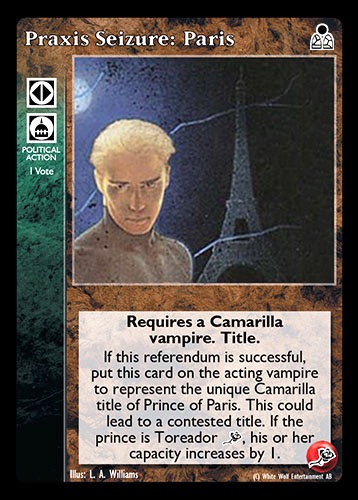 Praxis Seizure: Paris
POLITICAL
ACTION
1 Vote
Requires a Camarilla
vampire. Title.
If this referendum is successful,
put this card on the acting vampire
to represent the unique Camarilla
title of Prince of Paris. This could
lead to a contested title. If the
prince is Toreador , his or her
capacity increases by 1.
Illus: L. A. Williams
(C) White Wolf Entertainment AB